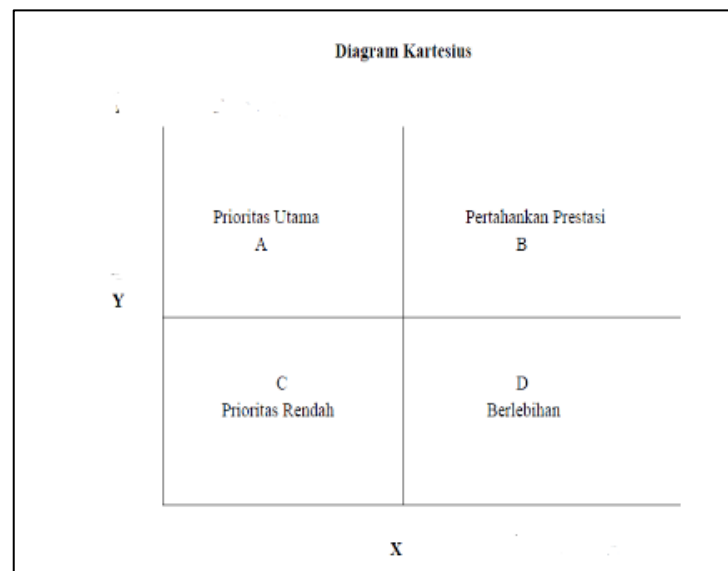 Diagram Kartesius
Prioritas Utama
A
Pertahankan Prestasi
B
Y
C
Prioritas Rendah
D
Berlebihan
X